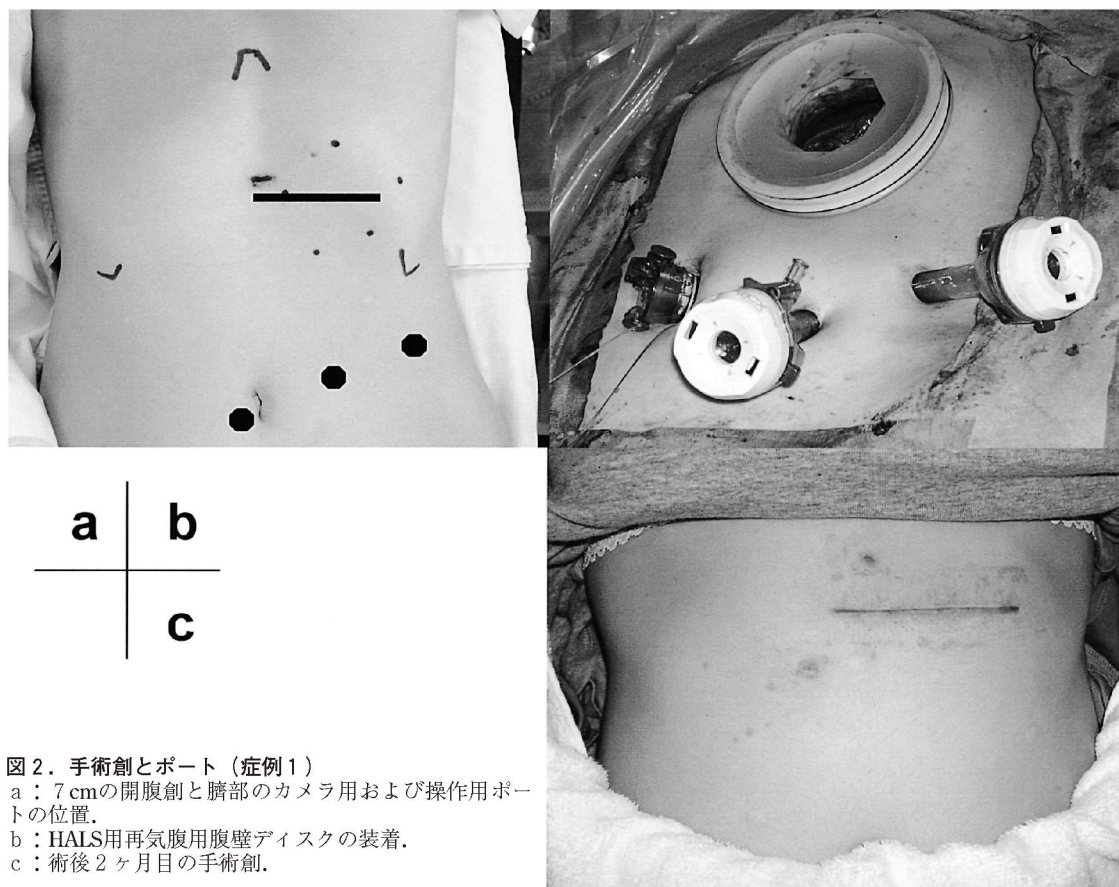 a b
c
図2．手術創とポート（症例1）
a：7cmの開腹創と臍部のカメラ用および操作用ポー
トの位置．
b：HALS用再気腹用腹壁ディスクの装着．
c：術後2ヶ月目の手術創．